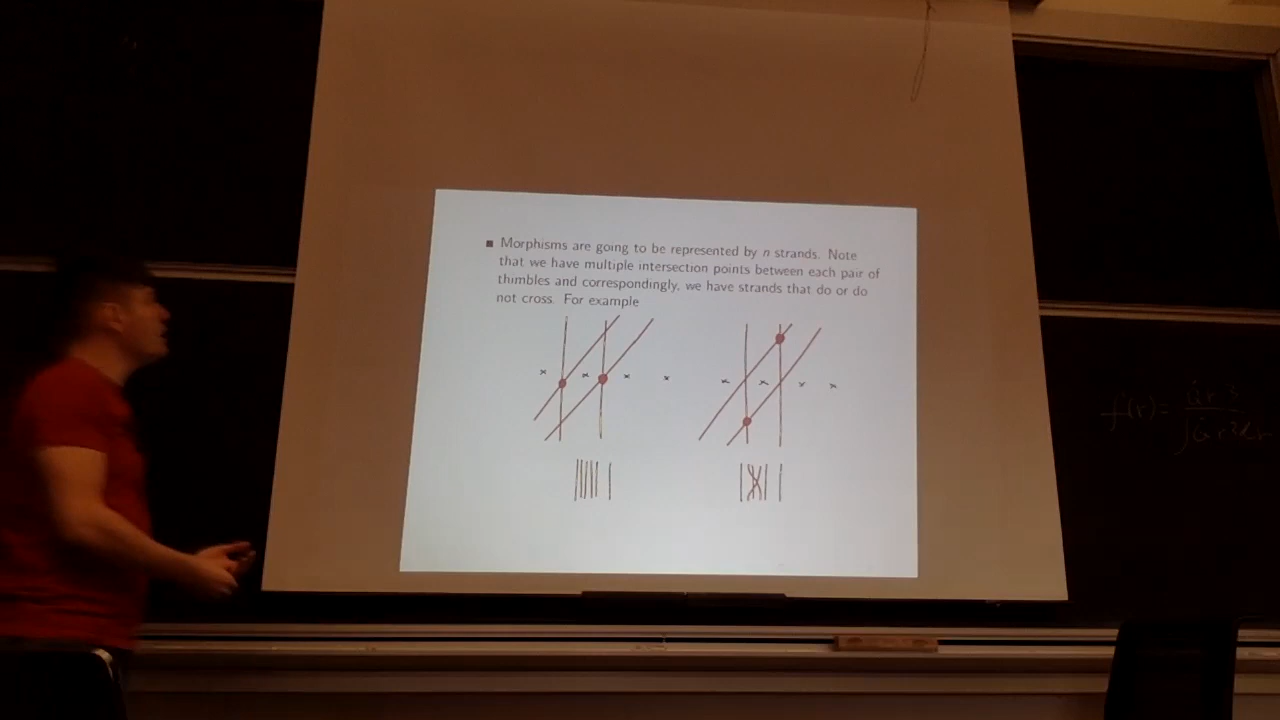 Morphisms are going to be represented by n strands. Note
that we have multiple intersection points between each pair of
thimbles and correspondingly, we have strands that do or do
not cross. For example
f(r) =